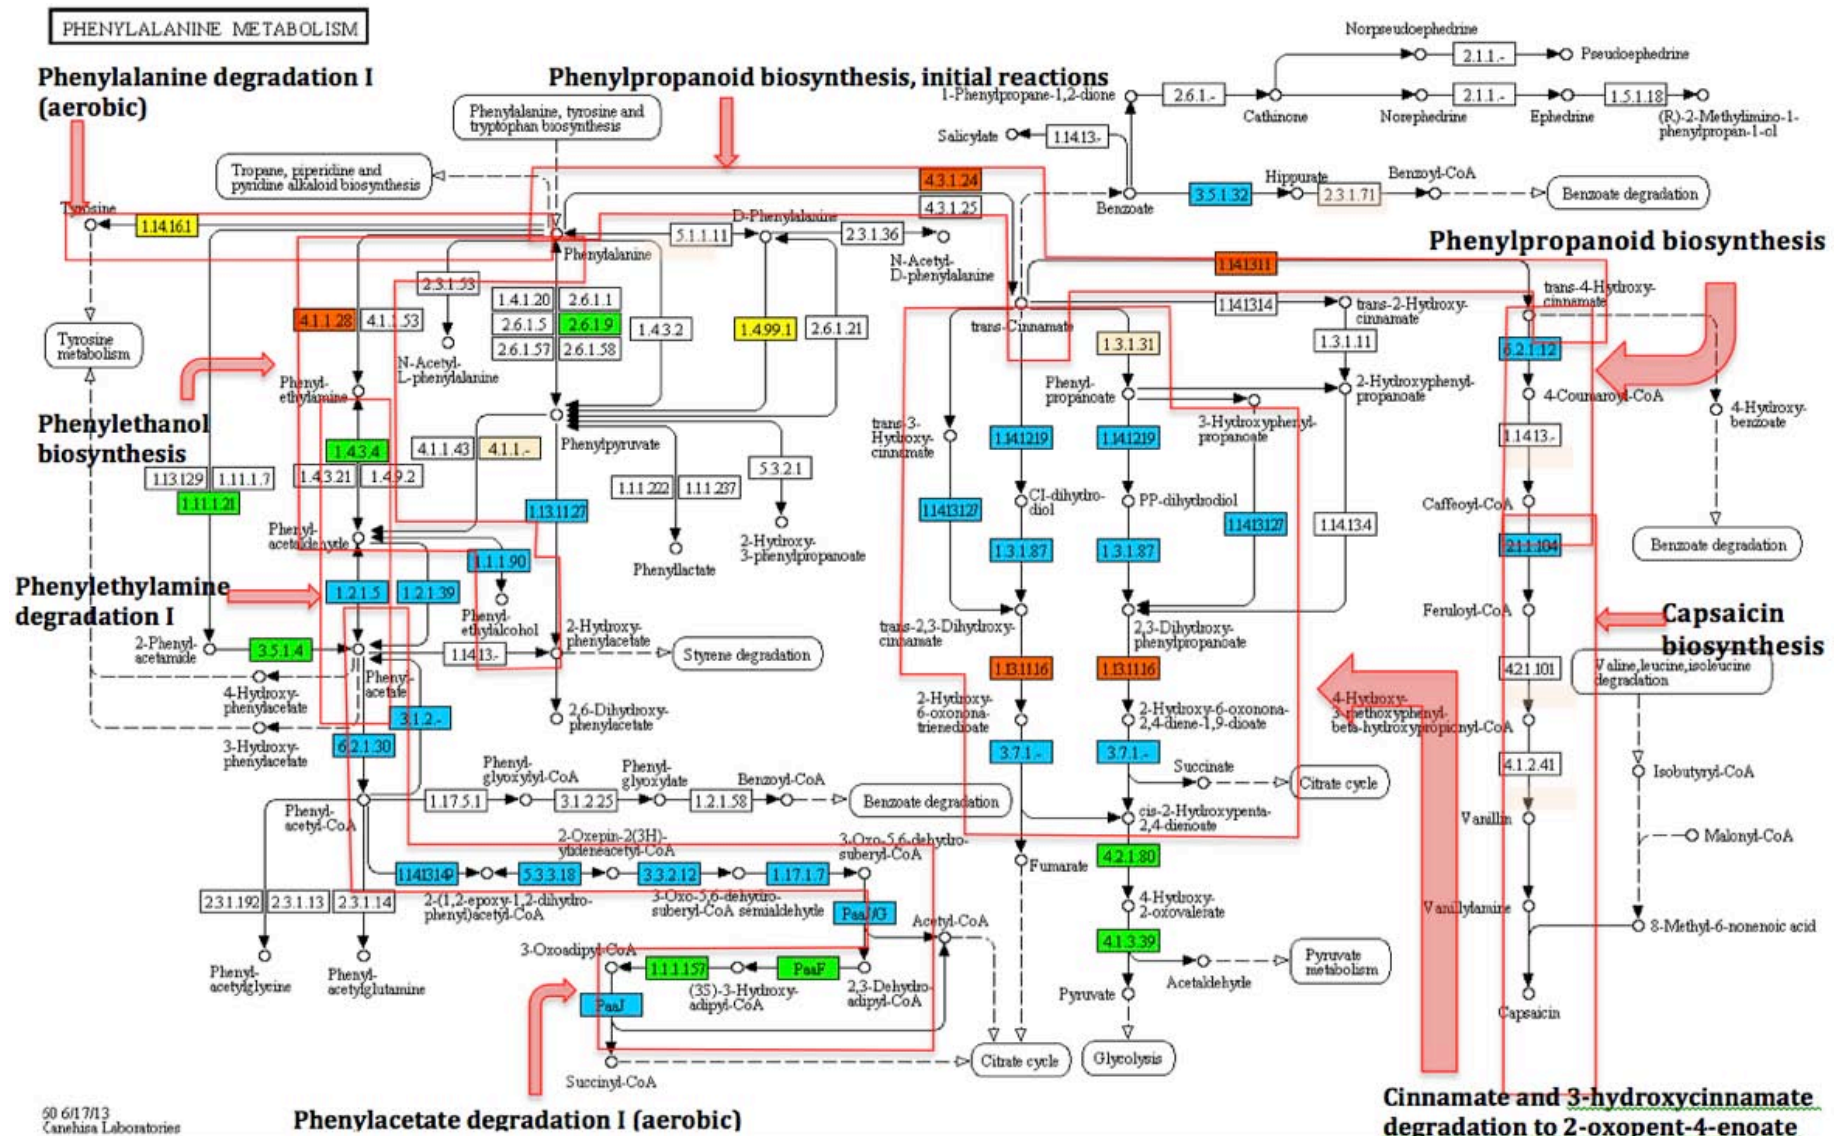 PHENYLALANINE METABOLISM
Phenylalanine degradation I
(aerobic)
Phenylpropanoid biosynthesis, initial reactions
Norpseudoephedrine
2.1.1.-
Pseudoephedrine
1-Phenylpropane-1,2-dione
2.6.1.-
Cathinone
2.1.1.-
Norephedrine
Ephedrine
1.5.1.18
(R)-2-Methylimino-1-
phenylpropan-1-ol
Phenylalanine, tyrosine and
tryptophan biosynthesis
Salicylate
1.14.13.-
Tropane, piperidine and
pyridine alkaloid biosynthesis
4.3.1.24
4.3.1.25
Benzoate
3.5.1.32
Hippurate
2.3.1.71
Benzoyl-CoA
Benzoate degradation
Tyrosine
1.14.16.1
Phenylalanine
5.1.1.11
D-Phenylalanine
2.3.1.36
N-Acetyl-
D-phenylalanine
Phenylpropanoid biosynthesis
1.14.13.11
trans-4-Hydroxy-
cinnamate
trans-Cinnamate
1.14.13.14
trans-2-Hydroxy-
cinnamate
2.3.1.53
N-Acetyl-
L-phenylalanine
1.4.1.20
2.6.1.1
2.6.1.5
2.6.1.9
2.6.1.57
2.6.1.58
1.4.3.2
1.4.99.1
2.6.1.21
4.1.1.28
4.1.1.53
Tyrosine
metabolism
1.3.1.31
1.3.1.11
6.2.1.12
Phenyl-
ethylamine
Phenyl-
propanoate
2-Hydroxyphenyl-
propanoate
4-Coumaroyl-CoA
4-Hydroxy-
benzoate
Phenylethanol
biosynthesis
Phenylpyruvate
trans-3-
Hydroxy-
cinnamate
3-Hydroxyphenyl-
propanoate
1.4.3.4
1.4.3.21
1.4.9.2
4.1.1.43
4.1.1.-
1.14.12.19
1.14.12.19
1.14.13.-
1.13.12.9
1.11.1.7
1.11.1.21
1.1.1.222
1.1.1.237
5.3.2.1
1.13.11.27
CI-dihydro-
diol
PP-dihydrodiol
Caffeoyl-CoA
1.14.13.127
1.14.13.127
1.14.13.4
Phenyl-
acetaldehyde
1.1.1.90
Phenyllactate
2-Hydroxy-
3-phenylpropanoate
1.3.1.87
1.3.1.87
2.1.1.104
Benzoate degradation
Phenylethylamine
degradation I
1.2.1.5
1.2.1.39
Phenyl-
ethylalcohol
2-Hydroxy-
phenylacetate
Feruloyl-CoA
Capsaicin
biosynthesis
2-Phenyl-
acetamide
3.5.1.4
1.14.13.-
Styrene degradation
trans-2,3-Dihydroxy-
cinnamate
2,3-Dihydroxy-
phenylpropanoate
4.2.1.101
Valine, leucine, isoleucine
degradation
4-Hydroxy-
phenylacetate
Phenyl-
acetate
3.1.2.-
1.13.11.16
1.13.11.16
3-Hydroxy-
phenylacetate
6.2.1.30
2,6-Dihydroxy-
phenylacetate
2-Hydroxy-
6-oxonona-
trienedioate
2-Hydroxy-6-oxonona-
2,4-diene-1,9-dioate
4-Hydroxy-
3-methoxyphenyl-
beta-hydroxypropionyl-CoA
3.7.1.-
3.7.1.-
4.1.2.41
Succinate
Citrate cycle
Isobutyryl-CoA
Phenyl-
acetyl-CoA
1.17.5.1
Phenyl-
glyoxylyl-CoA
3.1.2.25
Phenyl-
glyoxylate
1.2.1.58
Benzoyl-CoA
Benzoate degradation
cis-2-Hydroxypenta-
2,4-dienoate
Vanillin
Malonyl-CoA
2-Oxepin-2(3H)-
ylideneacetyl-CoA
3-Oxo-5,6-dehydro-
suberyl-CoA
Fumarate
4.2.1.80
1.14.13.149
5.3.3.18
3.3.2.12
1.17.1.7
2.3.1.192
2.3.1.13
2.3.1.14
2-(1,2-epoxy-1,2-dihydro-
phenyl)acetyl-CoA
3-Oxo-5,6-dehydro-
suberyl-CoA semialdehyde
PaaJ/G
Acetyl-CoA
4-Hydroxy-
2-oxovalerate
Vanillylamine
8-Methyl-6-nonenoic acid
4.1.3.39
3-Oxoadipyl-CoA
1.1.1.157
PaaF
(3S)-3-Hydroxy-
adipyl-CoA
2,3-Dehydro-
adipyl-CoA
Acetaldehyde
Pyruvate
metabolism
Phenyl-
acetylglycine
Phenyl-
acetylglutamine
PaaJ
Pyruvate
Capsaicin
Succinyl-CoA
Citrate cycle
Glycolysis
60 6/17/13
Canehisa Laboratories
Phenylacetate degradation I (aerobic)
Cinnamate and 3-hydroxycinnamate
degradation to 2-oxopent-4-enoate